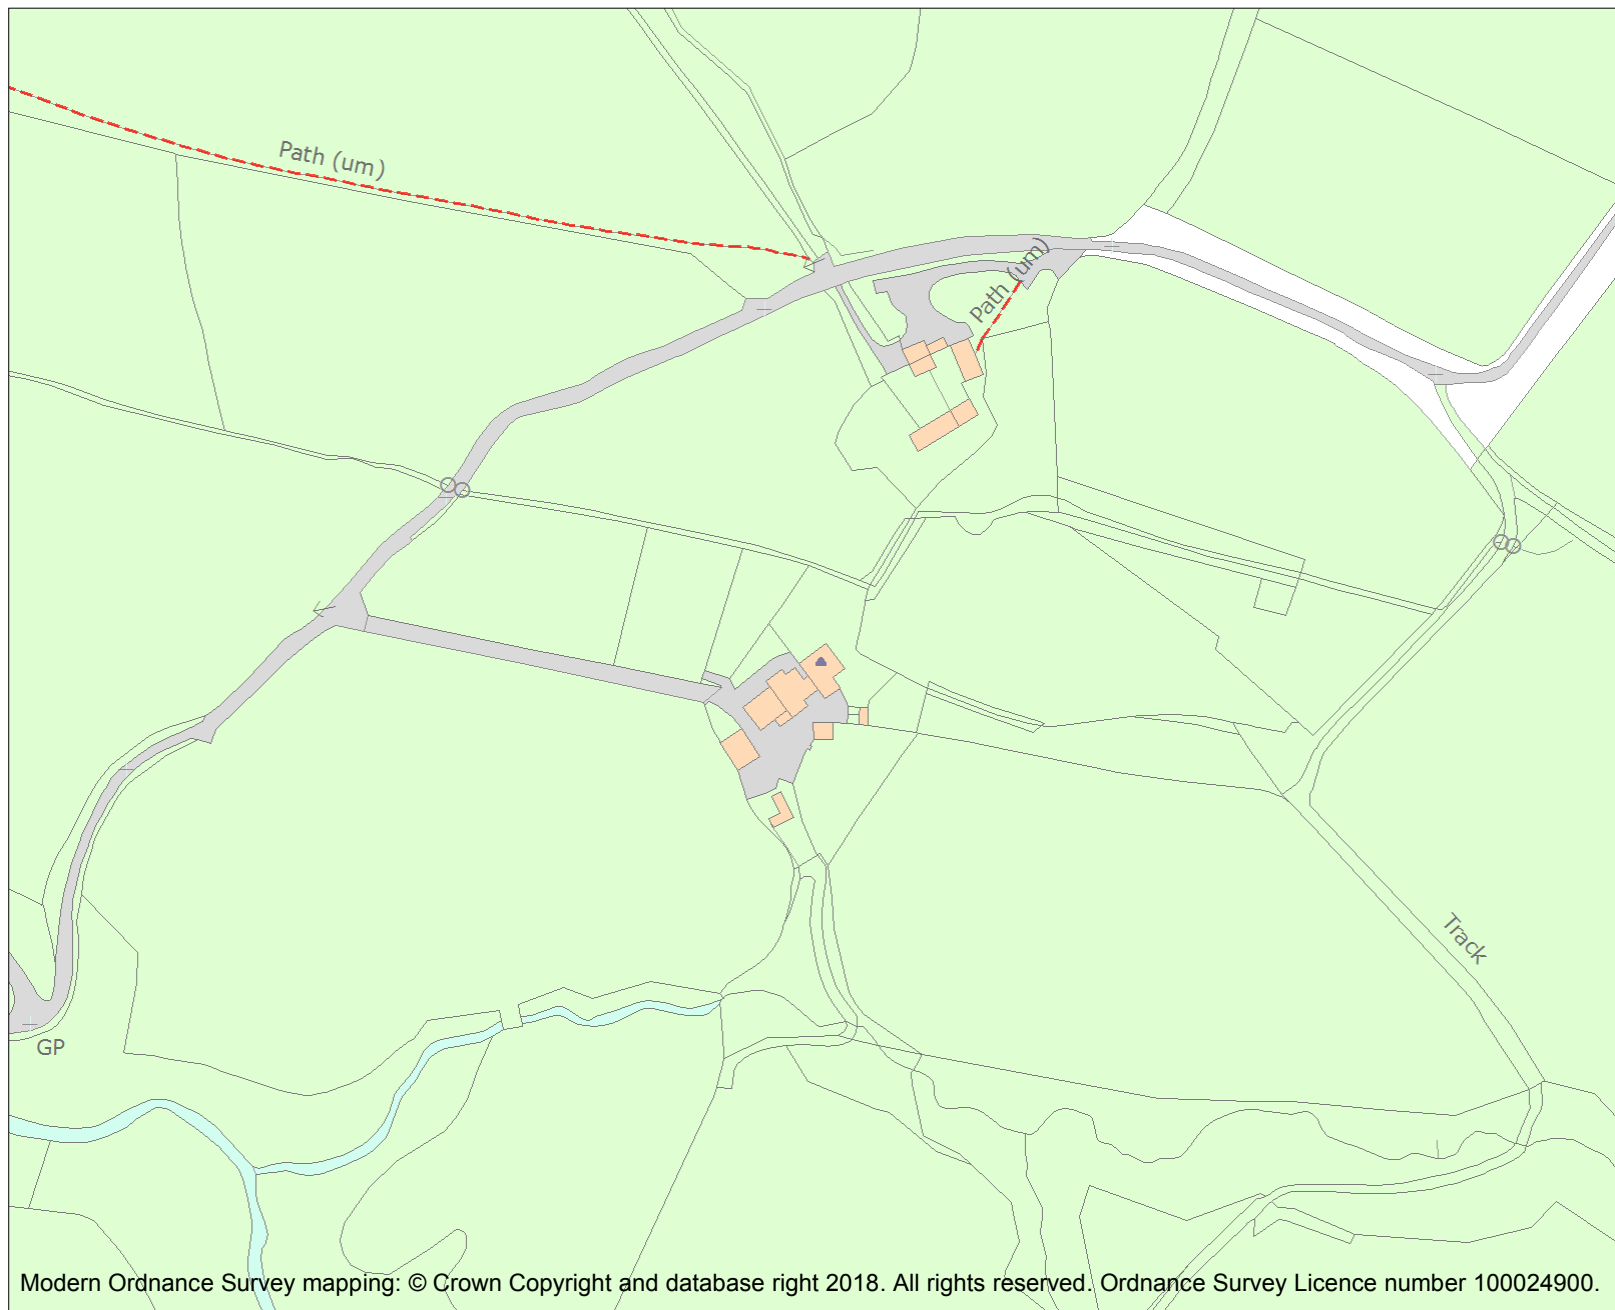 Path (um)
Path (um)
Track
GP
Modern Ordnance Survey mapping: © Crown Copyright and database right 2018. All rights reserved. Ordnance Survey Licence number 100024900.